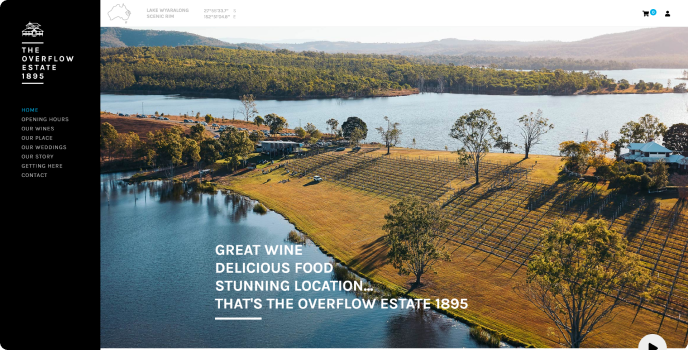 THE
OVERFLOW
ESTATE
1895
HOME
OPENING HOURS
OUR WINES
OUR PLACE
OUR WEDDINGS
OUR STORY
GETTING HERE
CONTACT
LAKE WYARALONG
SCENIC RIM
GREAT WINE
DELICIOUS FOOD
STUNNING LOCATION...
THAT'S THE OVERFLOW ESTATE 1895